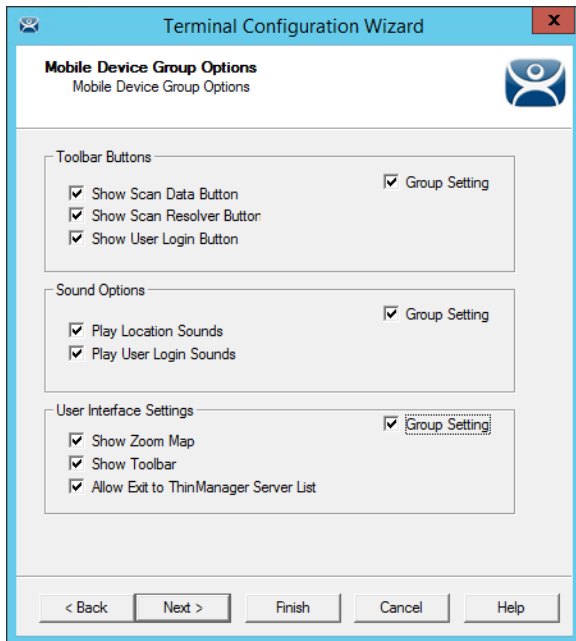 Terminal Configuration Wizard
x
Mobile Device Group Options
Mobile Device Group Options
Toolbar Buttons
Group Setting
Show Scan Data Button
Show Scan Resolver Button
Show User Login Button
Sound Options
Group Setting
Play Location Sounds
Play User Login Sounds
User Interface Settings
Group Setting
Show Zoom Map
Show Toolbar
Allow Exit to ThinManager Server List
< Back Next > Finish Cancel Help